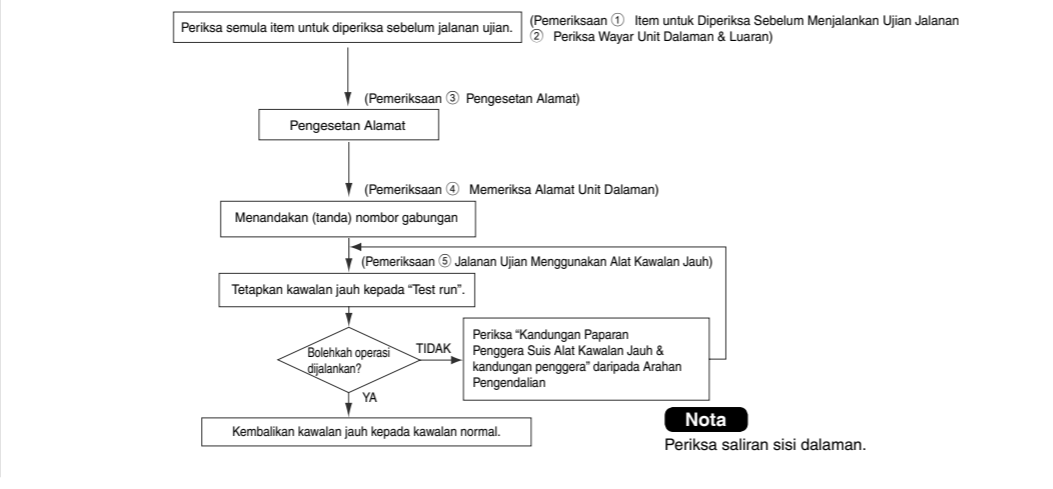 Periksa semula item untuk diperiksa sebelum jalanan ujian.
(Pemeriksaan ① Item untuk Diperiksa Sebelum Menjalankan Ujian Jalanan
② Periksa Wayar Unit Dalaman & Luaran)
(Pemeriksaan ③ Pengesetan Alamat)
Pengesetan Alamat
(Pemeriksaan ④ Memeriksa Alamat Unit Dalaman)
Menandakan (tanda) nombor gabungan
(Pemeriksaan ⑤ Jalanan Ujian Menggunakan Alat Kawalan Jauh)
Tetapkan kawalan jauh kepada “Test run”.
Bolehkah operasi
dijalankan?
TIDAK
Periksa “Kandungan Paparan
Penggera Suis Alat Kawalan Jauh &
kandungan penggera” daripada Arahan
Pengendalian
YA
Kembalikan kawalan jauh kepada kawalan normal.
Nota
Periksa saliran sisi dalaman.